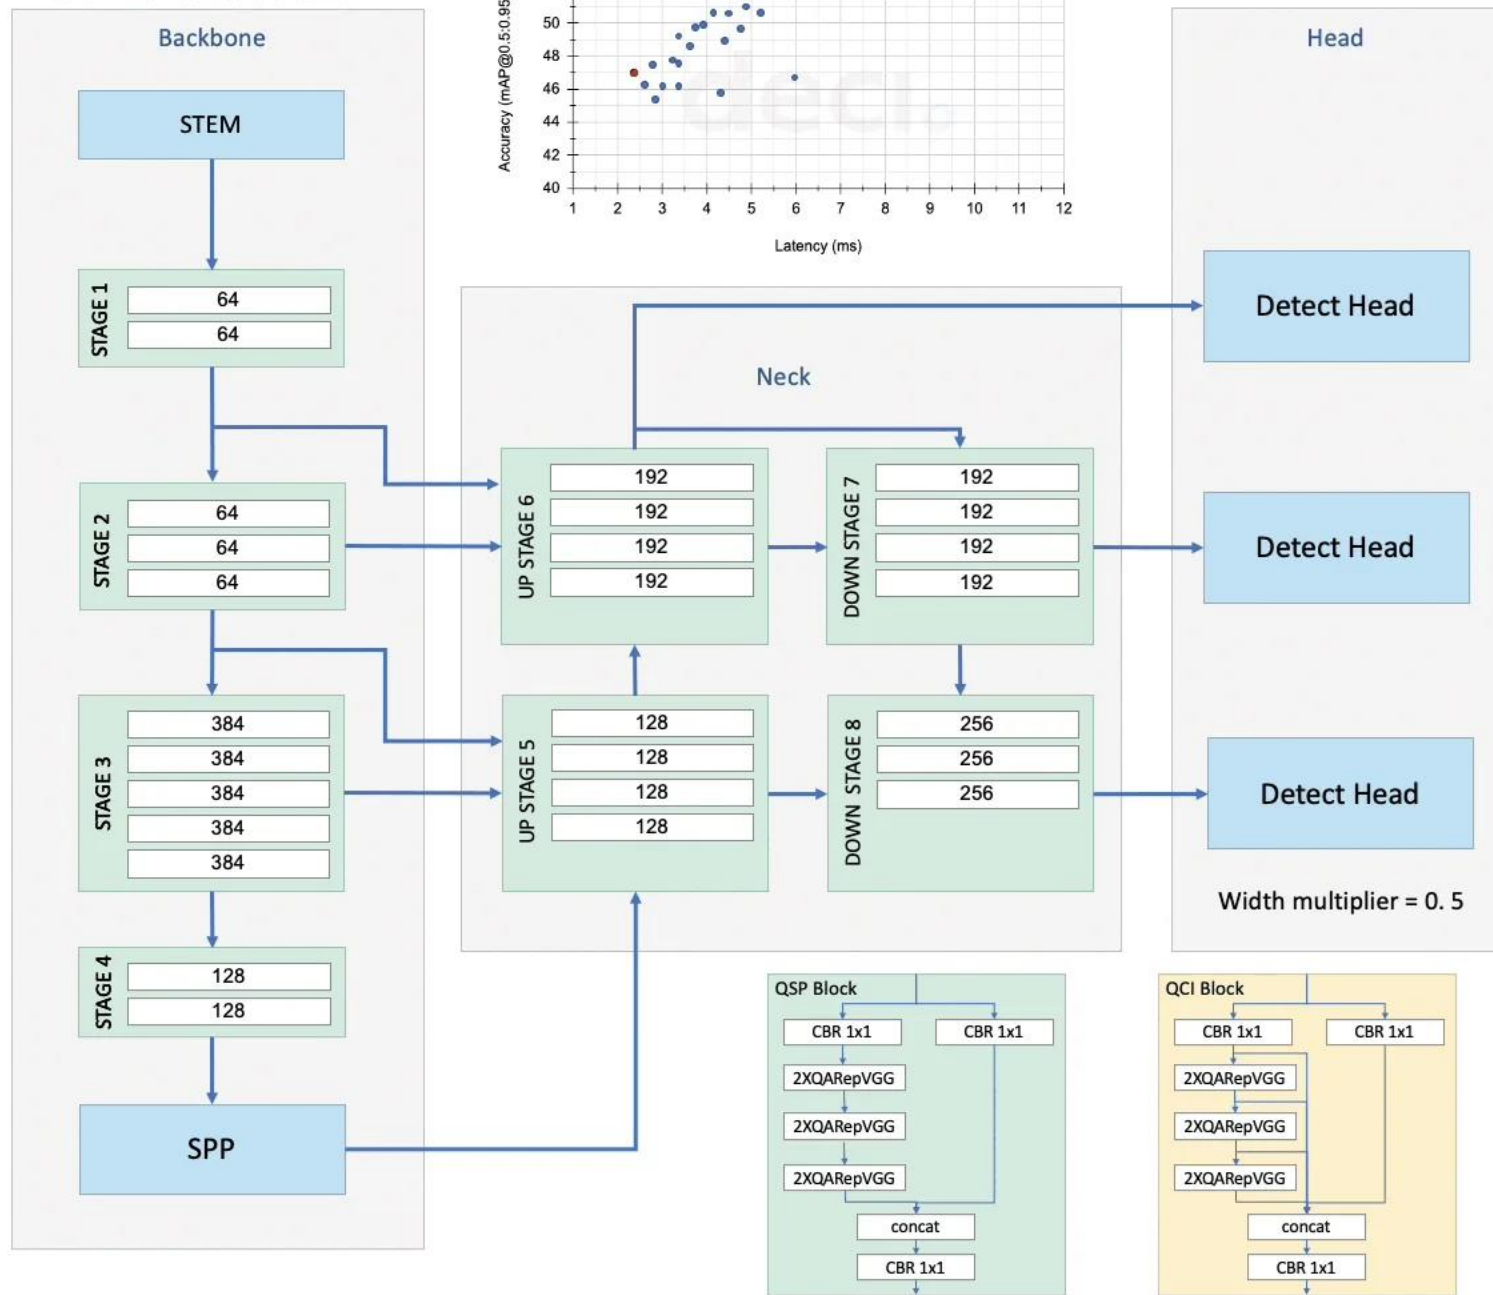 Backbone
STEM
STAGE 1
64
64
STAGE 2
64
64
64
STAGE 3
384
384
384
384
384
STAGE 4
128
128
SPP
Accuracy (mAP@0.5:0.95
50
48
46
44
42
40
1 2 3 4 5 6 7 8 9 10 11 12
Latency (ms)
deci.
Neck
UP STAGE 6
192
192
192
192
DOWN STAGE 7
192
192
192
192
UP STAGE 5
128
128
128
128
DOWN STAGE 8
256
256
256
Head
Detect Head
Detect Head
Detect Head
Width multiplier = 0. 5
QSP Block
CBR 1x1
CBR 1x1
2XQARepVGG
2XQARepVGG
2XQARepVGG
concat
CBR 1x1
QCI Block
CBR 1x1
CBR 1x1
2XQARepVGG
2XQARepVGG
2XQARepVGG
concat
CBR 1x1